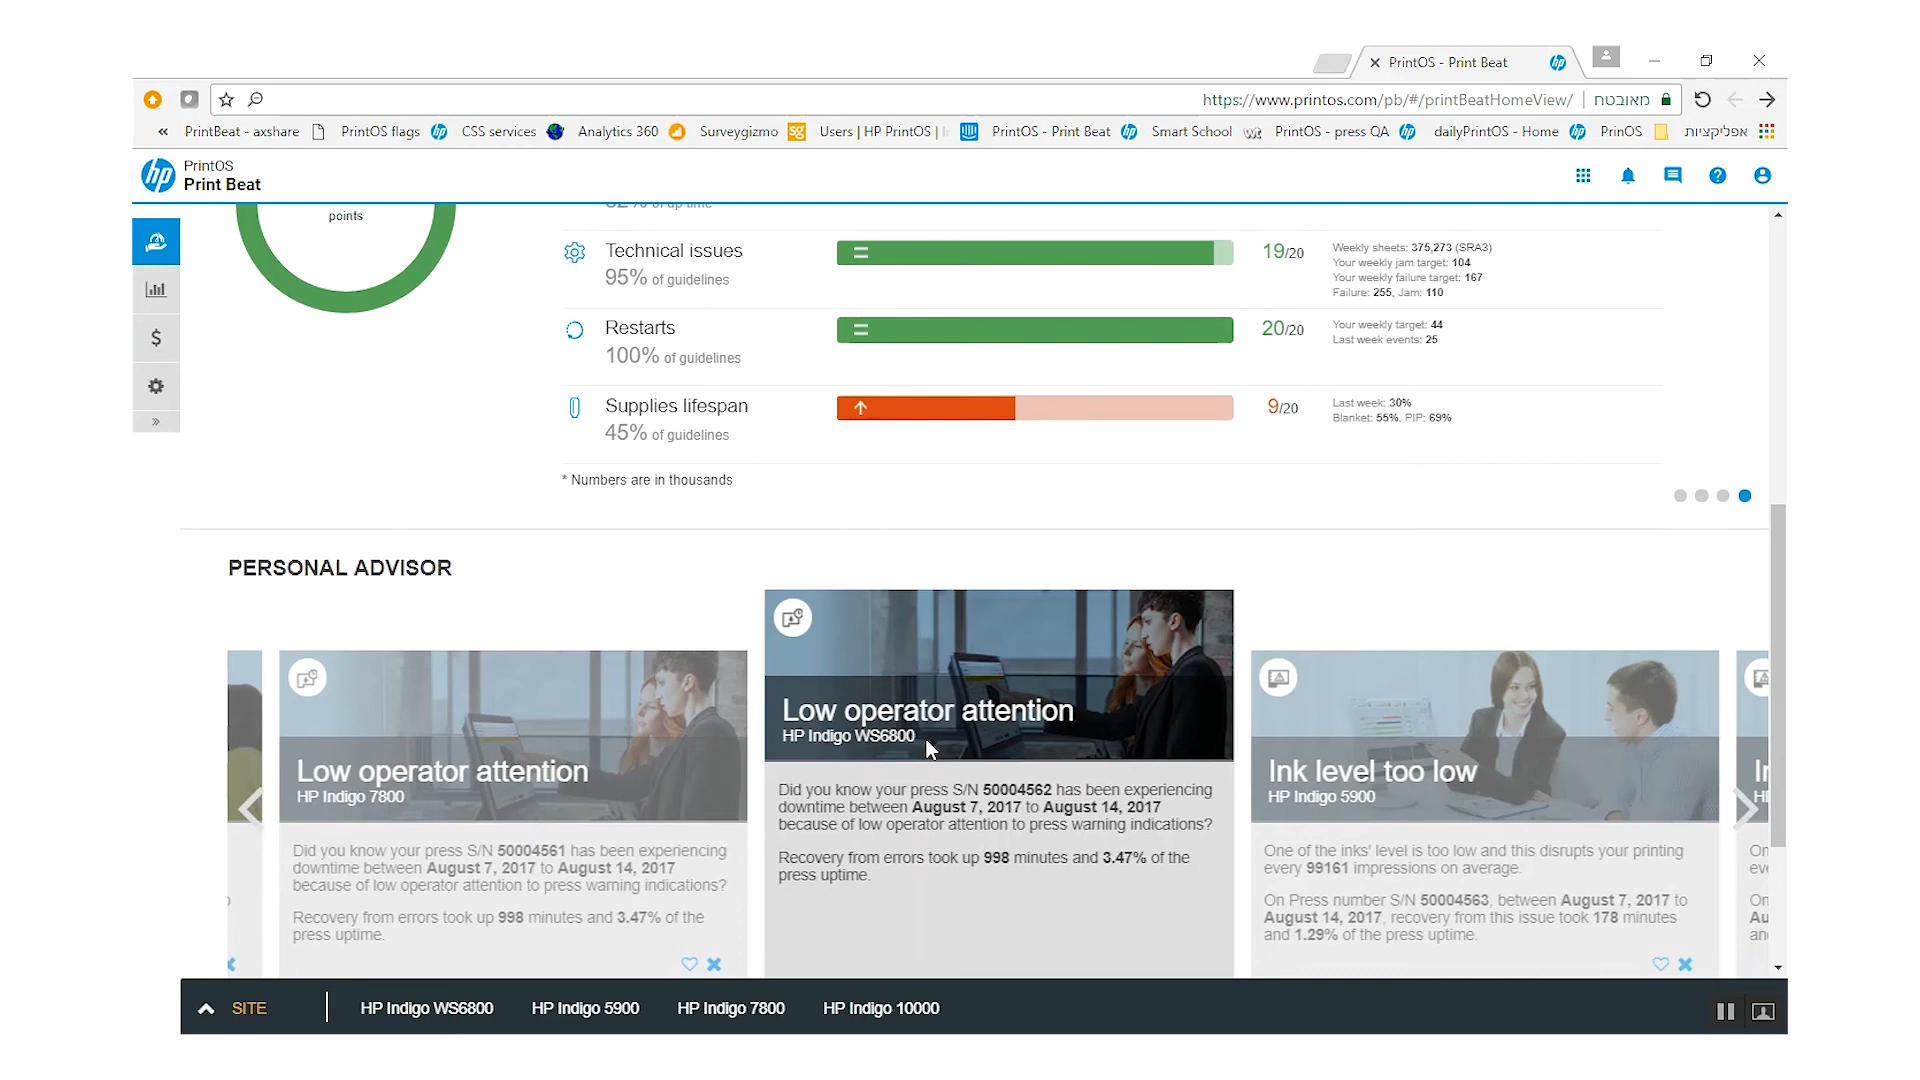 PrintOS - Print Beat
https://www.printos.com/pb/#/printBeatHomeView/
מאובטח
« PrintBeat - axshare PrintOS flags CSS services Analytics 360 Surveygizmo Users | HP PrintOS | PrintOS - Print Beat Smart School PrintOS - press QA dailyPrintOS - Home PrinOS אפליקציות
hp PrintOS
Print Beat
points
Technical issues
95% of guidelines
19/20
Weekly sheets: 375,273 (SRA3)
Your weekly jam target: 104
Your weekly failure target: 167
Failure: 255, Jam: 110
Restarts
100% of guidelines
20/20
Your weekly target: 44
Last week events: 25
Supplies lifespan
45% of guidelines
9/20
Last week: 30%
Blanket: 55%, PIP: 69%
* Numbers are in thousands
PERSONAL ADVISOR
Low operator attention
HP Indigo 7800
Did you know your press S/N 50004561 has been experiencing
downtime between August 7, 2017 to August 14, 2017
because of low operator attention to press warning indications?
Recovery from errors took up 998 minutes and 3.47% of the
press uptime.
Low operator attention
HP Indigo WS6800
Did you know your press S/N 50004562 has been experiencing
downtime between August 7, 2017 to August 14, 2017
because of low operator attention to press warning indications?
Recovery from errors took up 998 minutes and 3.47% of the
press uptime.
Ink level too low
HP Indigo 5900
One of the inks' level is too low and this disrupts your printing
every 99161 impressions on average.
On Press number S/N 50004563, between August 7, 2017 to
August 14, 2017, recovery from this issue took 178 minutes
and 1.29% of the press uptime.
SITE
HP Indigo WS6800 HP Indigo 5900 HP Indigo 7800 HP Indigo 10000